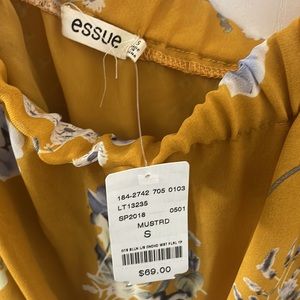 essue
184-2742 705 0103
LT13235
SP2018 0501
MUSTRD
S
$69.00